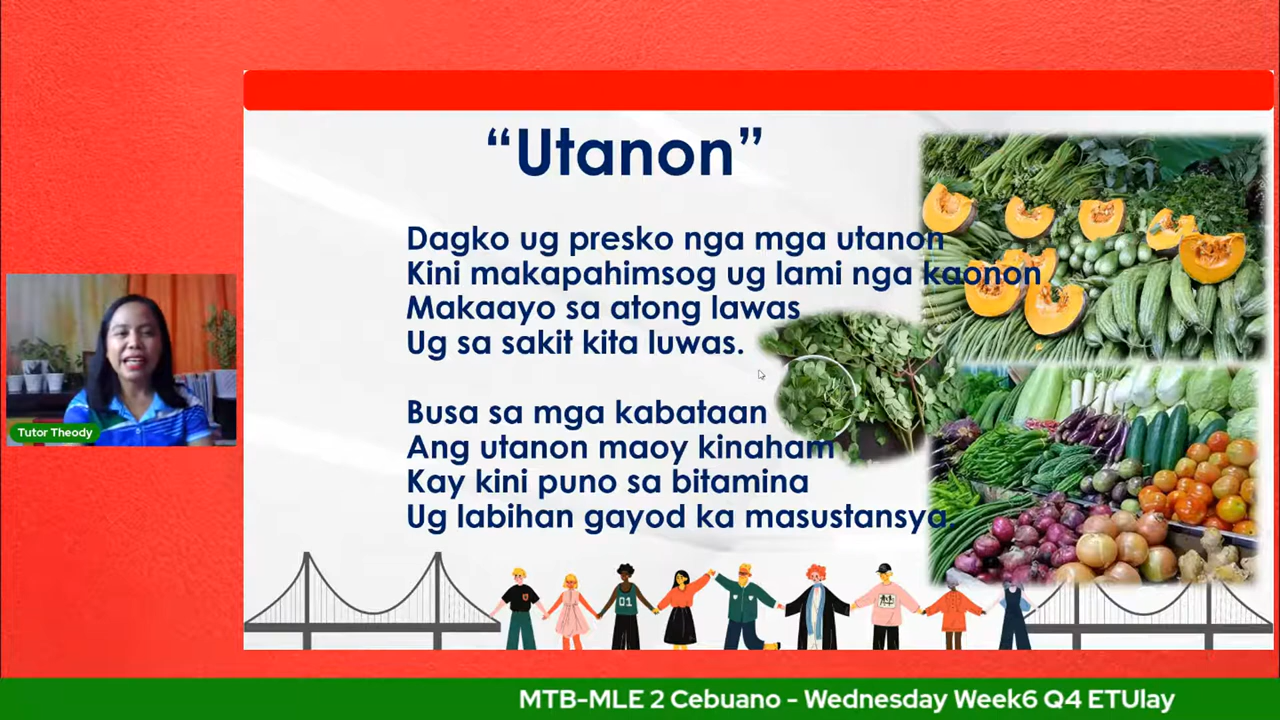 “Utanon”
Dagko ug presko nga mga utanon
Kini makapahimsog ug lami nga kaonon
Makaayo sa atong lawas
Ug sa sakit kita luwas.
Busa sa mga kabataan
Ang utanon maoy kinaham
Kay kini puno sa bitamina
Ug labihan gayod ka masustansya.
Tutor Theody
01
MTB-MLE 2 Cebuano - Wednesday Week6 Q4 ETUlay